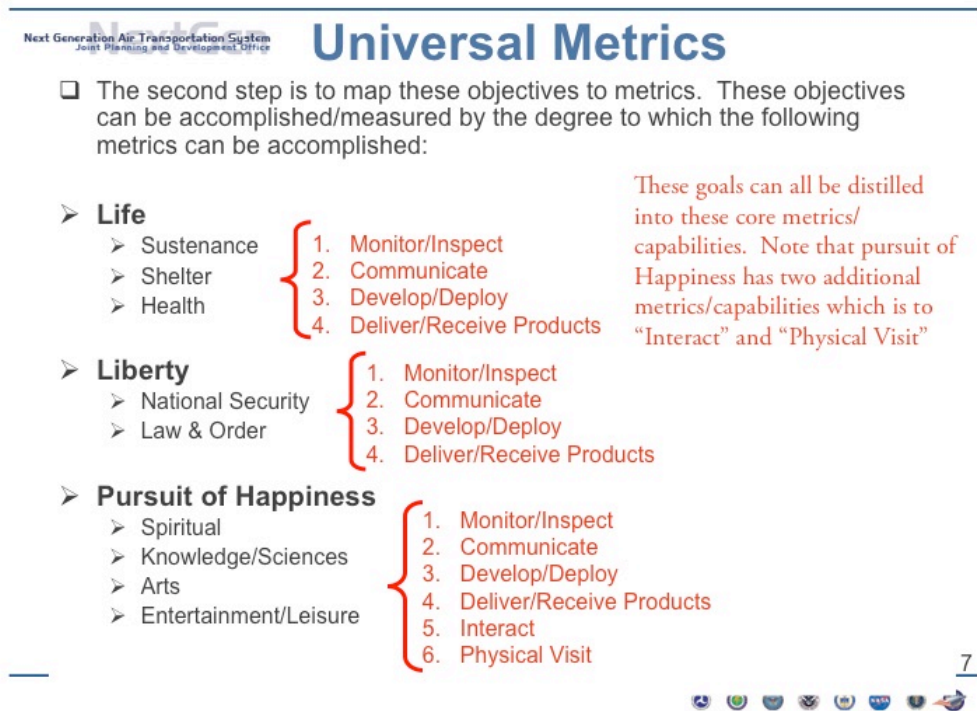 NextGen
Next Generation Air Transportation System
Joint Planning and Development Office
Universal Metrics
❑ The second step is to map these objectives to metrics. These objectives
can be accomplished/measured by the degree to which the following
metrics can be accomplished:
These goals can all be distilled
into these core metrics/
capabilities. Note that pursuit of
Happiness has two additional
metrics/capabilities which is to
“Interact” and “Physical Visit”
➢ Life
➢ Sustenance
➢ Shelter
➢ Health
1. Monitor/Inspect
2. Communicate
3. Develop/Deploy
4. Deliver/Receive Products
➢ Liberty
➢ National Security
➢ Law & Order
1. Monitor/Inspect
2. Communicate
3. Develop/Deploy
4. Deliver/Receive Products
➢ Pursuit of Happiness
➢ Spiritual
➢ Knowledge/Sciences
➢ Arts
➢ Entertainment/Leisure
1. Monitor/Inspect
2. Communicate
3. Develop/Deploy
4. Deliver/Receive Products
5. Interact
6. Physical Visit
7
NASA